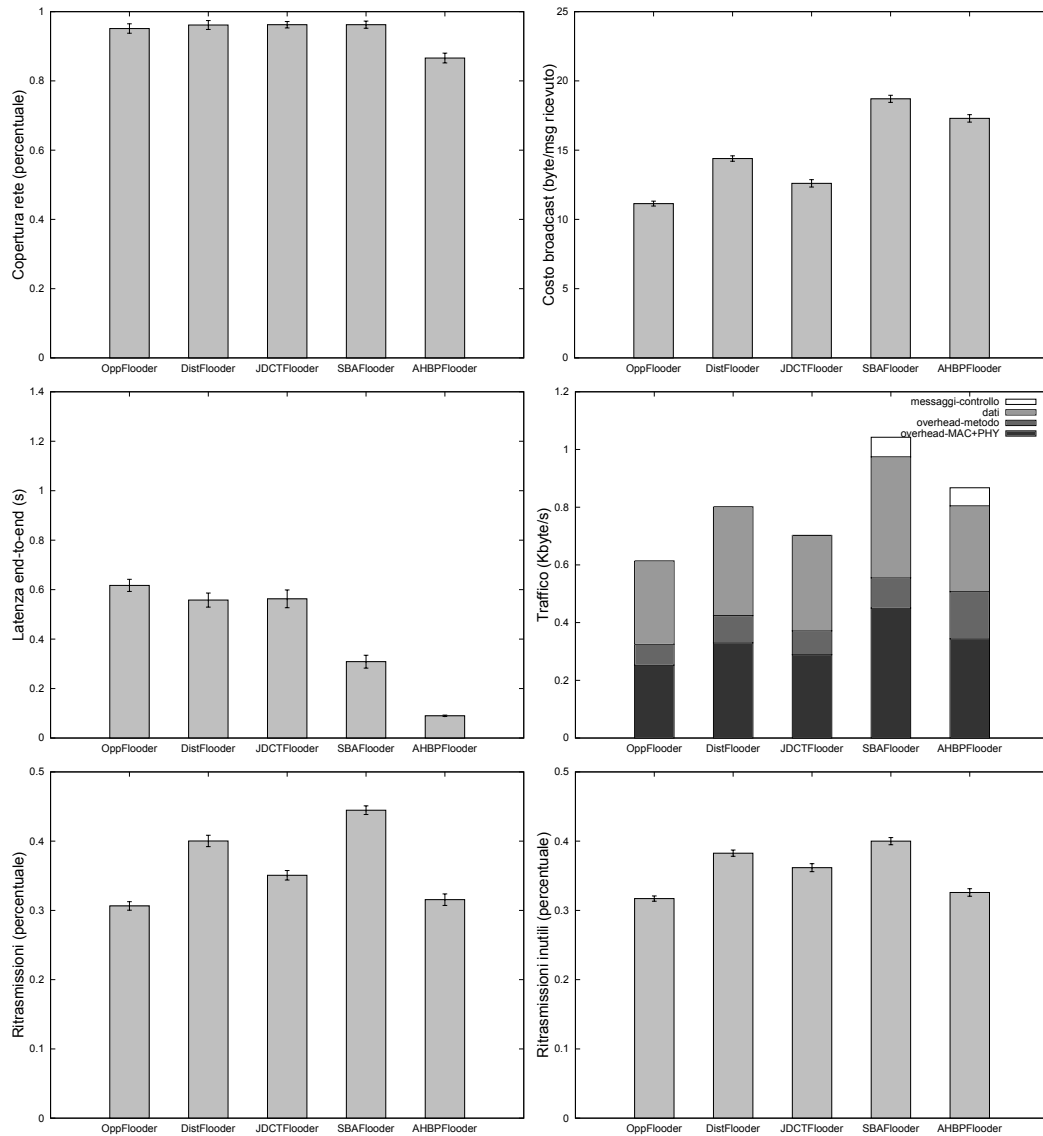 Copertura rete (percentuale)
1
0.8
0.6
0.4
0.2
0
OppFlooder DistFlooder JDCTFlooder SBAFlooder AHBPFlooder
Costo broadcast (byte/msg ricevuto)
25
20
15
10
5
0
OppFlooder DistFlooder JDCTFlooder SBAFlooder AHBPFlooder
Latenza end-to-end (s)
1.4
1.2
1
0.8
0.6
0.4
0.2
0
OppFlooder DistFlooder JDCTFlooder SBAFlooder AHBPFlooder
Traffico (Kbyte/s)
1.2
1
0.8
0.6
0.4
0.2
0
messaggi-controllo
dati
overhead-metodo
overhead-MAC+PHY
OppFlooder DistFlooder JDCTFlooder SBAFlooder AHBPFlooder
Ritrasmissioni (percentuale)
0.5
0.4
0.3
0.2
0.1
0
OppFlooder DistFlooder JDCTFlooder SBAFlooder AHBPFlooder
Ritrasmissioni inutili (percentuale)
0.5
0.4
0.3
0.2
0.1
0
OppFlooder DistFlooder JDCTFlooder SBAFlooder AHBPFlooder